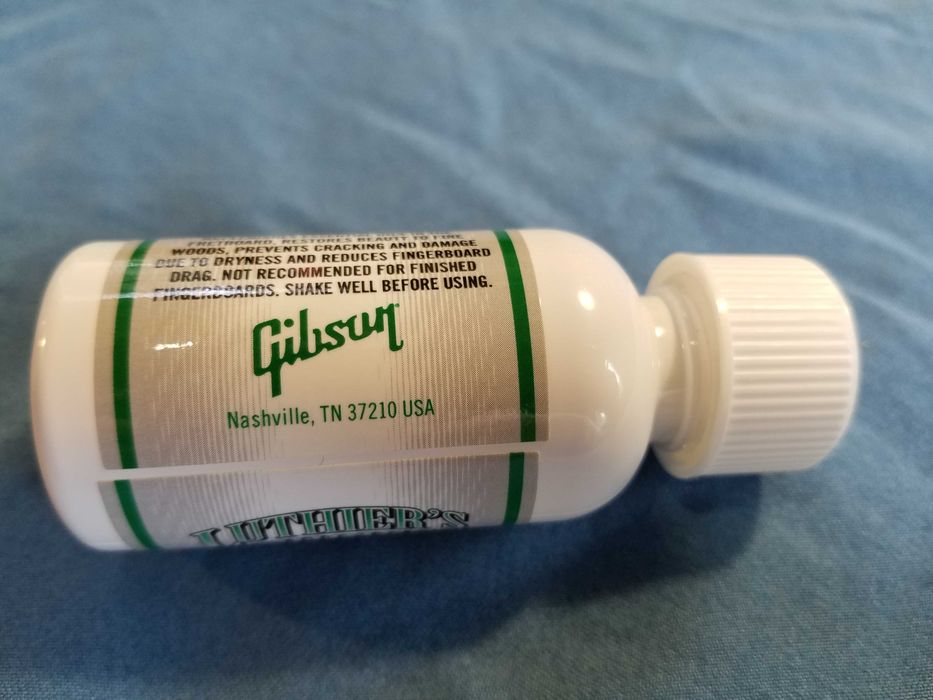 FRETBOARD, RESTORES BEAUTY TO FINE
WOODS, PREVENTS CRACKING AND DAMAGE
DUE TO DRYNESS AND REDUCES FINGERBOARD
DRAG. NOT RECOMMENDED FOR FINISHED
FINGERBOARDS. SHAKE WELL BEFORE USING.
Gibson
Nashville, TN 37210 USA
LUTHIER'S